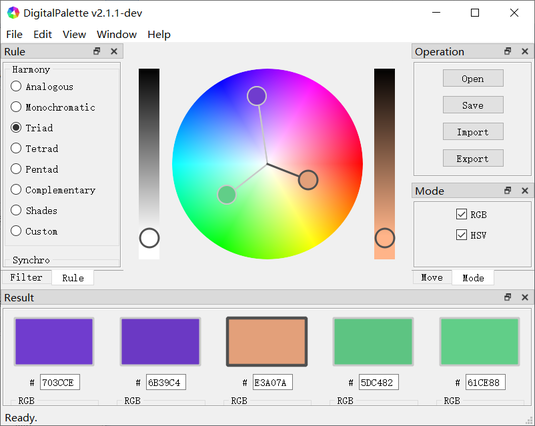 DigitalPalette v2.1.1-dev
File Edit View Window Help
Rule
Harmony
Analogous
Monochromatic
Triad
Tetrad
Pentad
Complementary
Shades
Custom
Synchro
Filter Rule
Operation
Open
Save
Import
Export
Mode
RGB
HSV
Move Mode
Result
# 703CCE # 6B39C4 # E3A07A # 5DC482 # 61CE88
RGB RGB RGB RGB RGB
Ready.